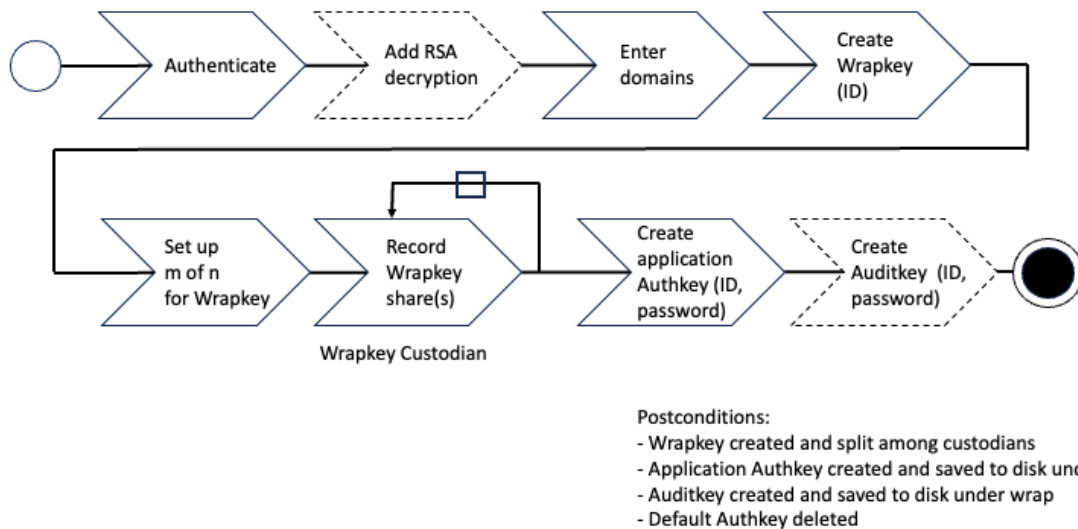 Authenticate
Add RSA
decryption
Enter
domains
Create
Wrapkey
(ID)
Set up
m of n
for Wrapkey
Record
Wrapkey
share(s)
Create
application
Authkey (ID,
password)
Create
Auditkey (ID,
password)
Wrapkey Custodian
Postconditions:
- Wrapkey created and split among custodians
- Application Authkey created and saved to disk
- Auditkey created and saved to disk under wrap
- Default Authkey deleted